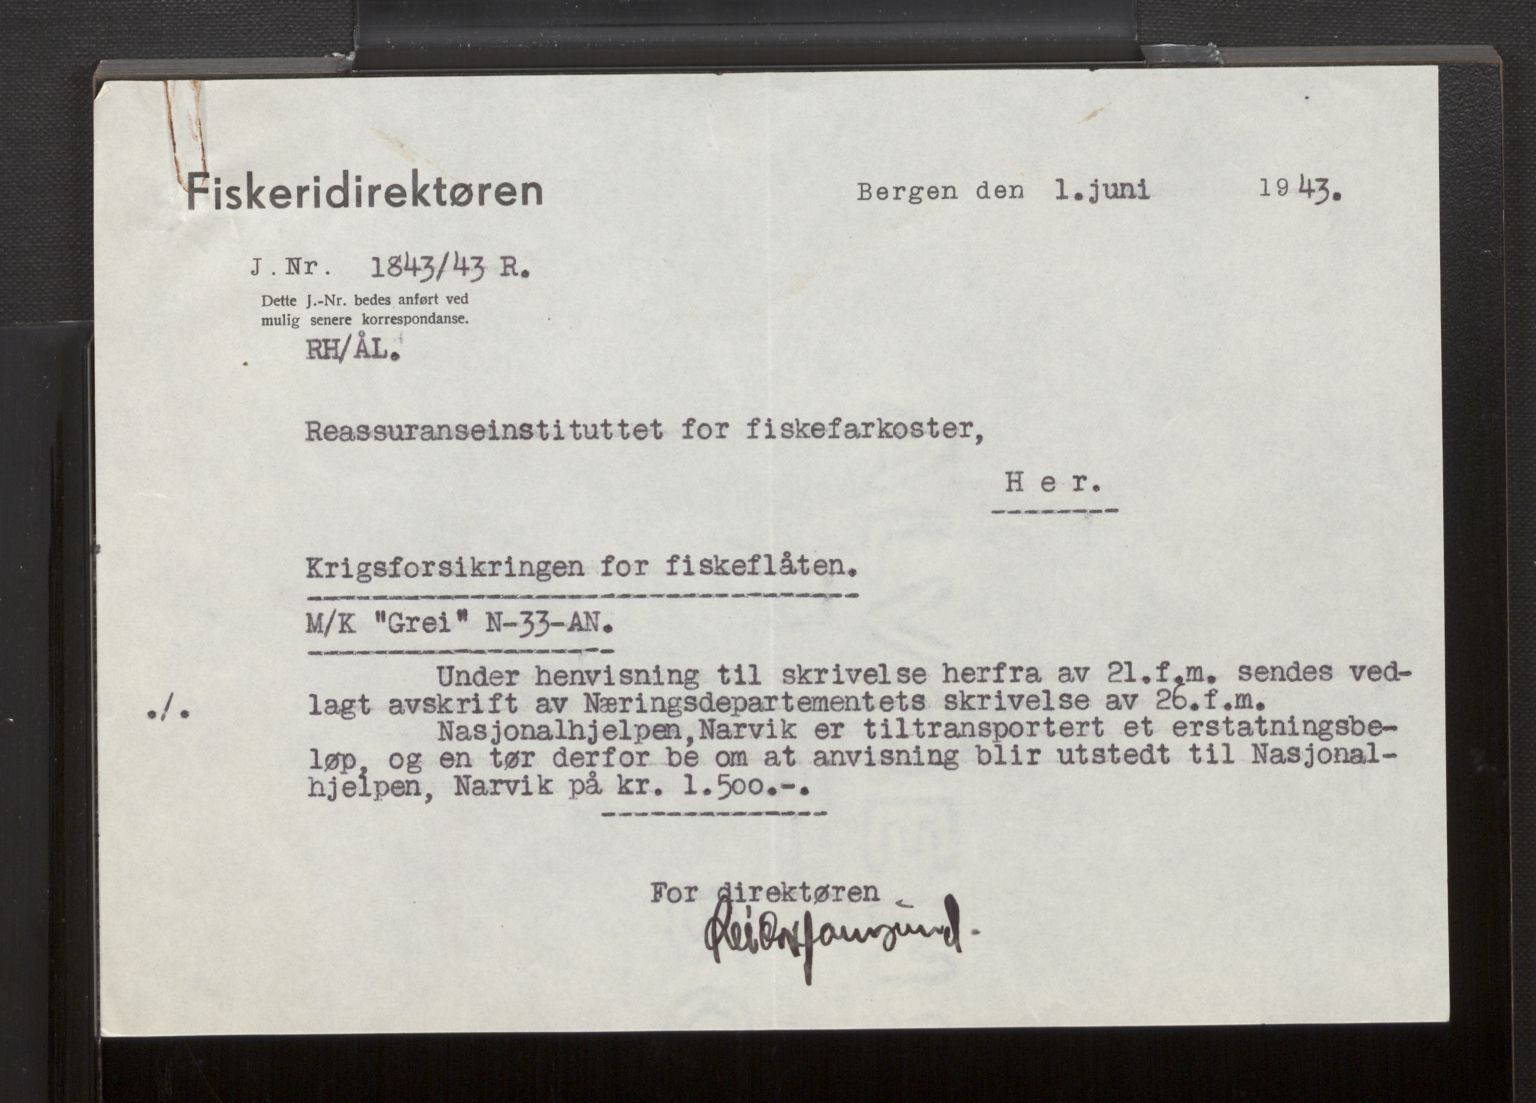 Fiskeridirektøren
Bergen den 1.juni 1943.
J.Nr. 1843/43 R.
Dette J.-Nr. bedes anført ved
mulig senere korrespondanse.
RH/ÅL.
Reassuranseinstituttet for fiskefarkoster,
H e r.
Krigsforsikringen for fiskeflåten.
M/K "Grei" N-33-AN.
Under henvisning til skrivelse herfra av 21.f.m. sendes ved-
./. lagt avskrift av Næringsdepartementets skrivelse av 26.f.m.
Nasjonalhjelpen,Narvik er tiltransportert et erstatningsbe-
løp, og en tør derfor be om at anvisning blir utstedt til Nasjonal-
hjelpen, Narvik på kr. 1.500.-.
For direktøren